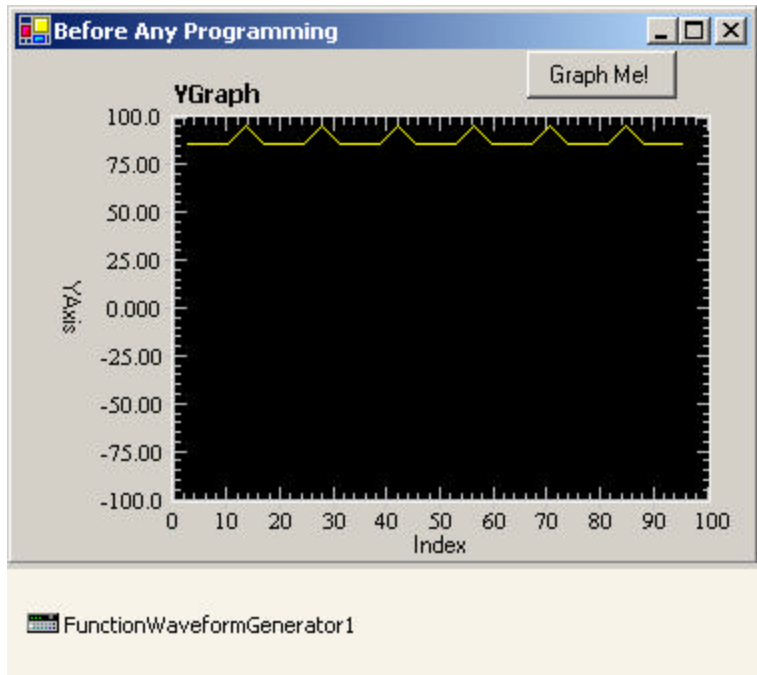 Before Any Programming
Graph Me!
YGraph
100.0
75.00
50.00
25.00
0.000
-25.00
-50.00
-75.00
-100.0
YAxis
0 10 20 30 40 50 60 70 80 90 100
Index
FunctionWaveformGenerator1